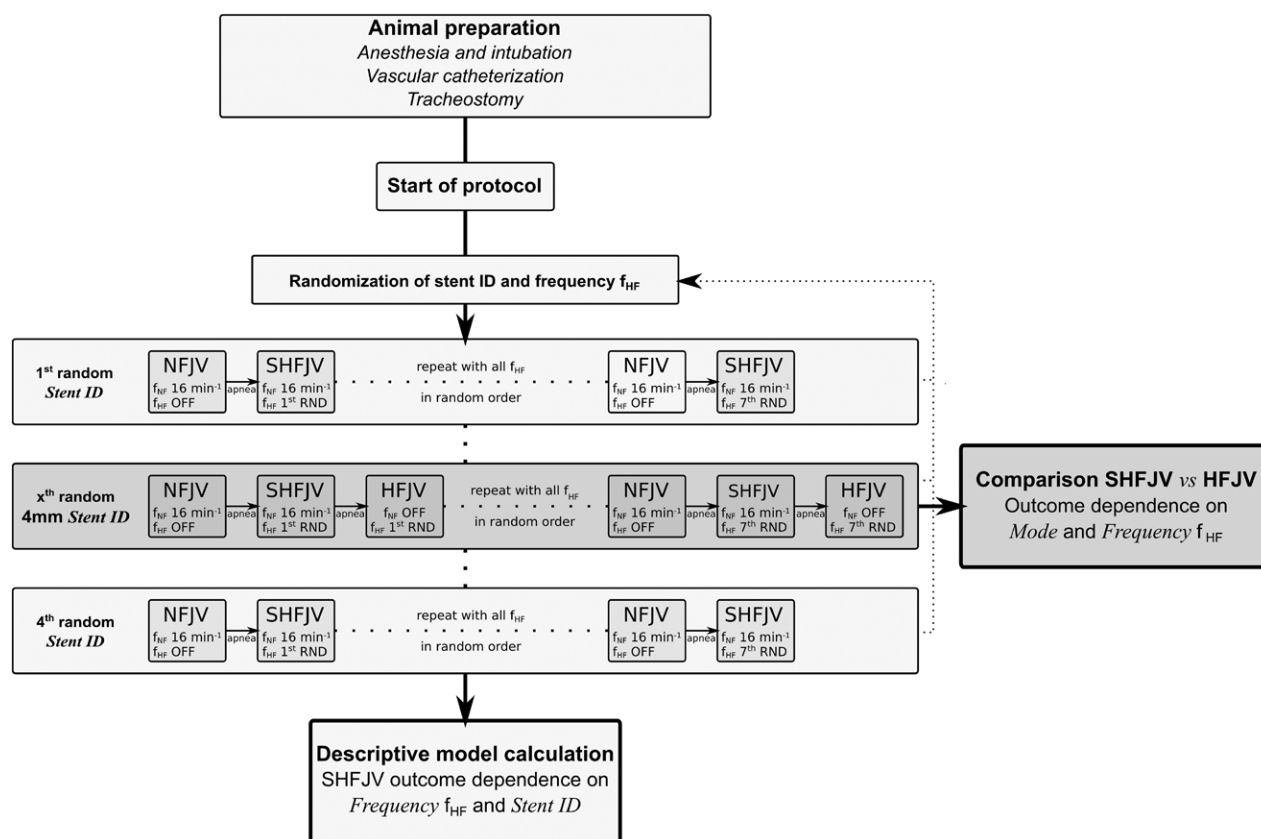 Animal preparation
Anesthesia and intubation
Vascular catheterization
Tracheostomy
Start of protocol
Randomization of stent ID and frequency fHF
1st random
Stent ID
NFJV
fNF 16 min-1
fHF OFF
apnea
SHFJV
fNF 16 min-1
fHF 1st RND
repeat with all fHF
in random order
NFJV
fNF 16 min-1
fHF OFF
apnea
SHFJV
fNF 16 min-1
fHF 7th RND
xth random
4mm Stent ID
NFJV
fNF 16 min-1
fHF OFF
apnea
SHFJV
fNF 16 min-1
fHF 1st RND
apnea
HFJV
fNF OFF
fHF 1st RND
repeat with all fHF
in random order
NFJV
fNF 16 min-1
fHF OFF
apnea
SHFJV
fNF 16 min-1
fHF 7th RND
apnea
HFJV
fNF OFF
fHF 7th RND
Comparison SHFJV vs HFJV
Outcome dependence on
Mode and Frequency f HF
4th random
Stent ID
NFJV
fNF 16 min-1
fHF OFF
apnea
SHFJV
fNF 16 min-1
fHF 1st RND
repeat with all fHF
in random order
NFJV
fNF 16 min-1
fHF OFF
apnea
SHFJV
fNF 16 min-1
fHF 7th RND
Descriptive model calculation
SHFJV outcome dependence on
Frequency fHF and Stent ID